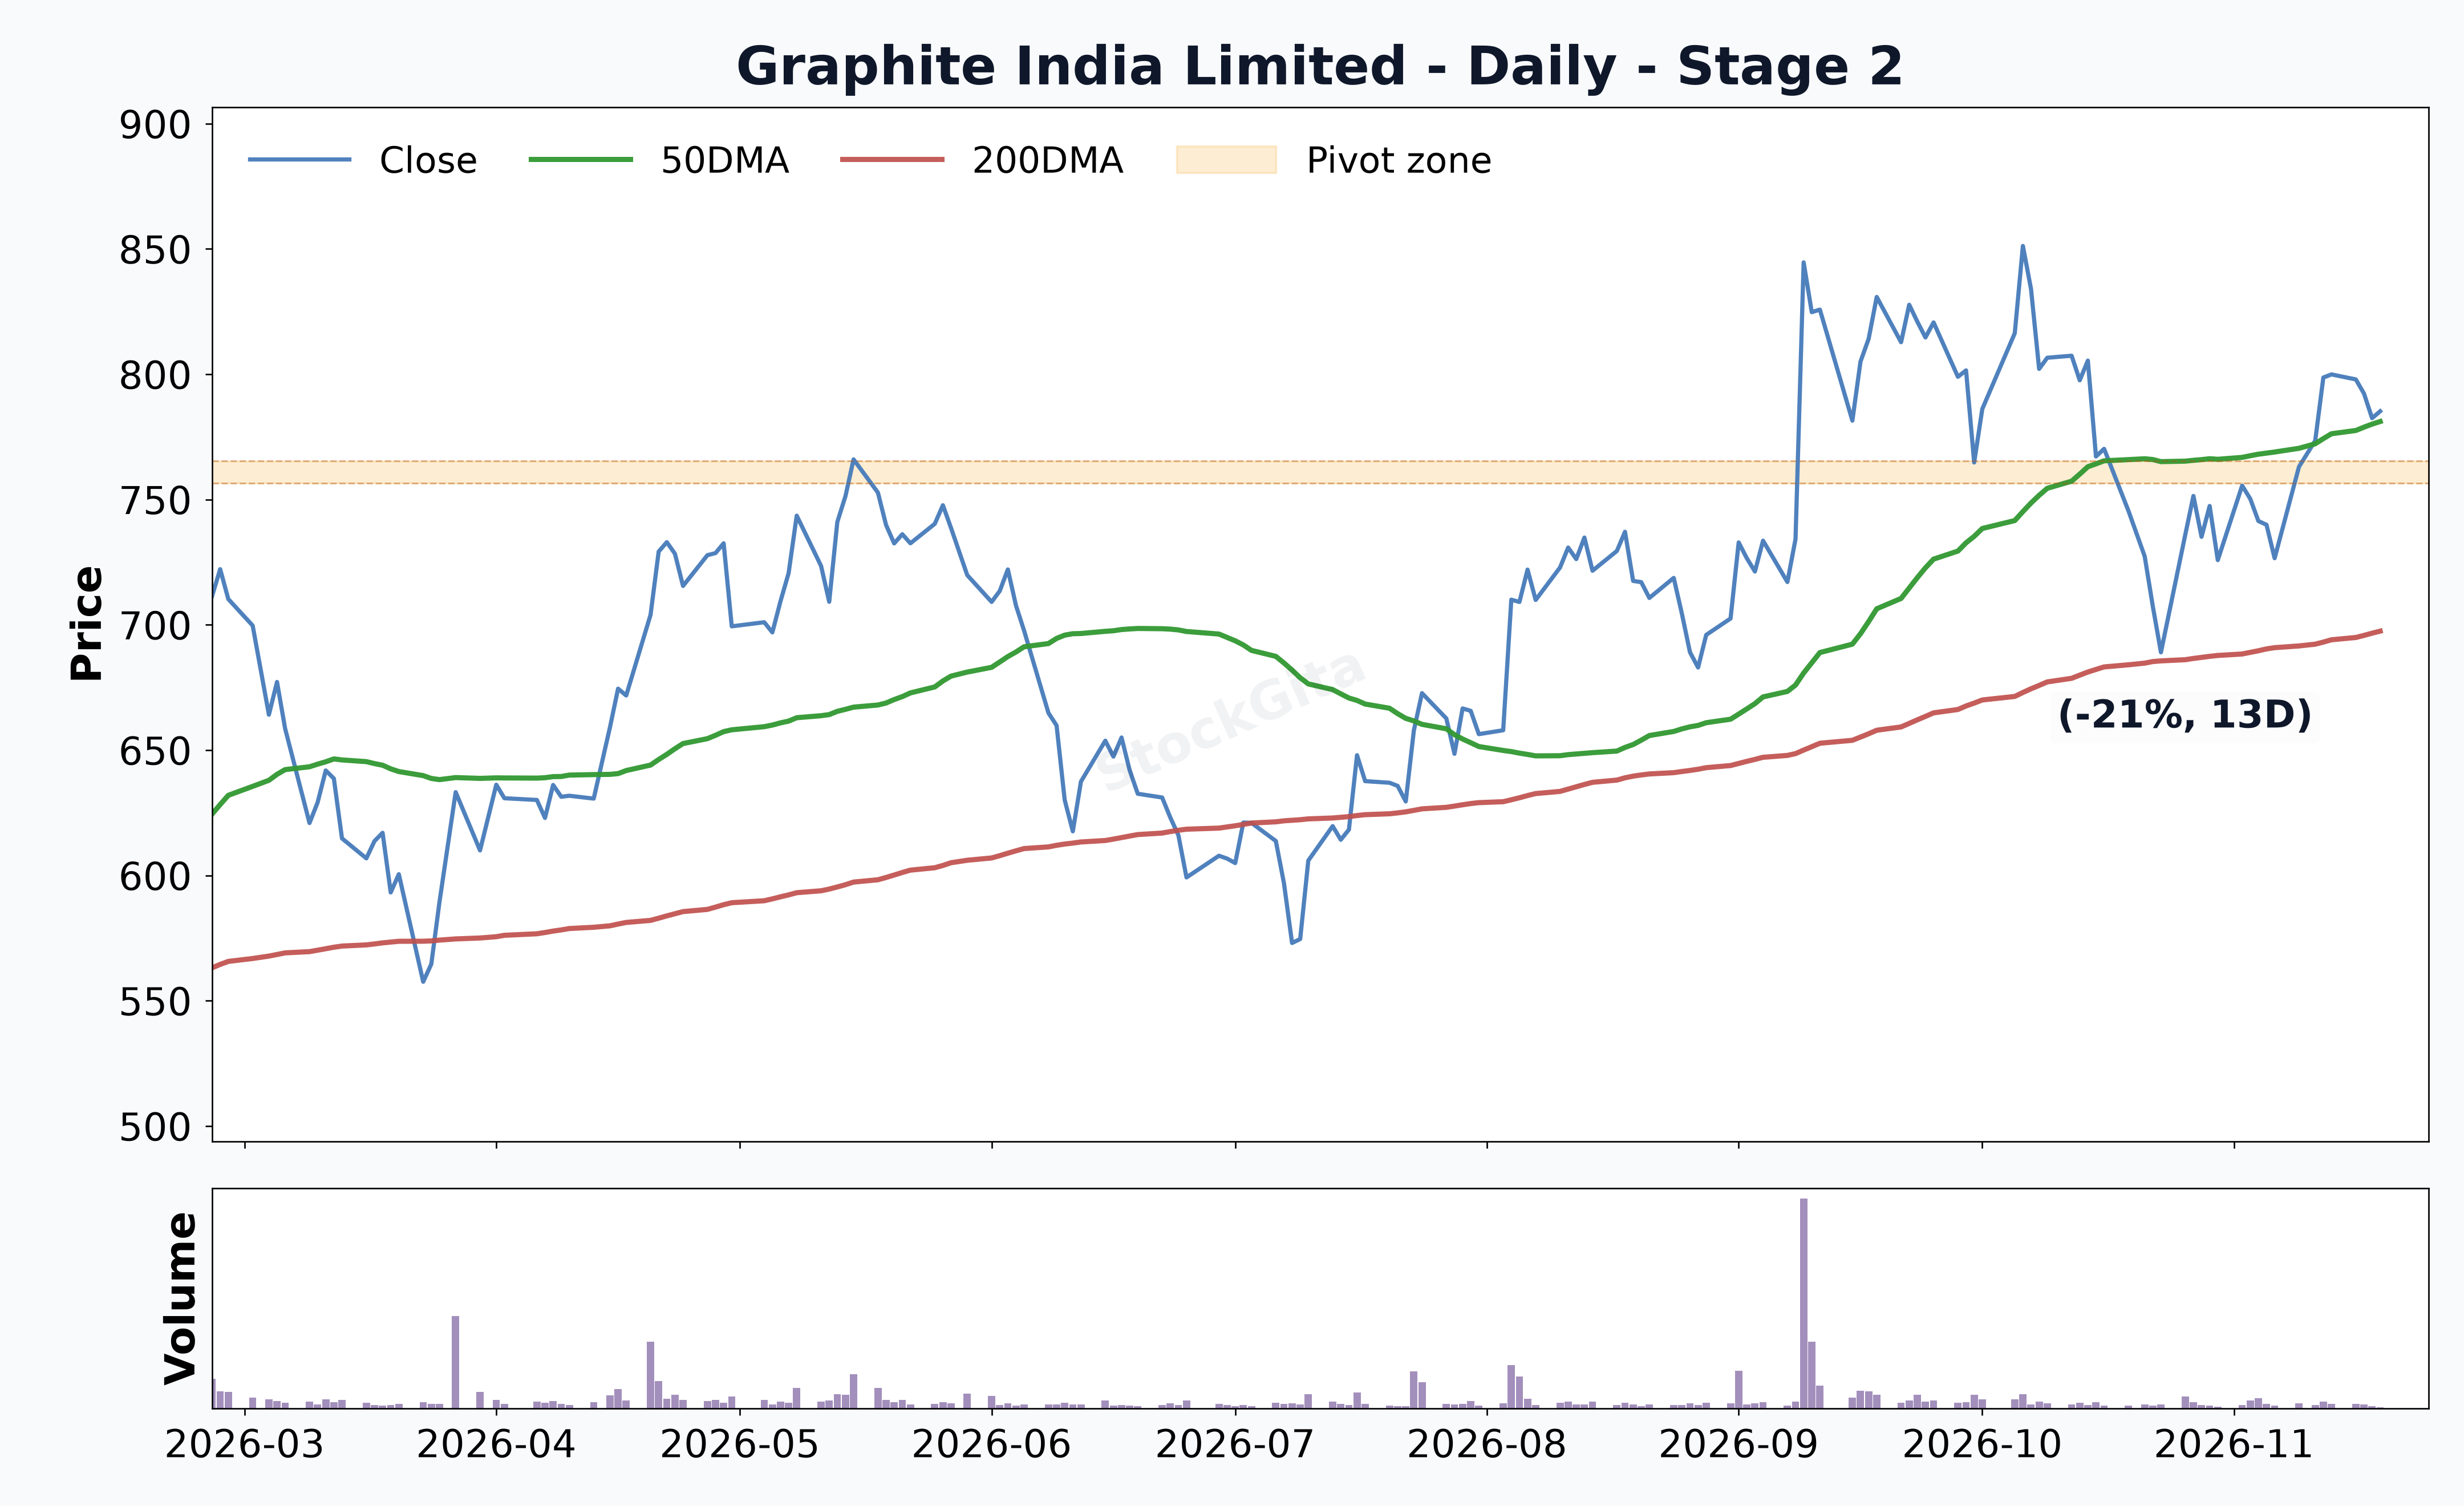 Graphite India Limited - Daily - Stage 2
Close 50DMA 200DMA Pivot zone
900
850
800
750
700
650
600
550
500
Price
StockGita
(-21%, 13D)
Volume
2026-03 2026-04 2026-05 2026-06 2026-07 2026-08 2026-09 2026-10 2026-11